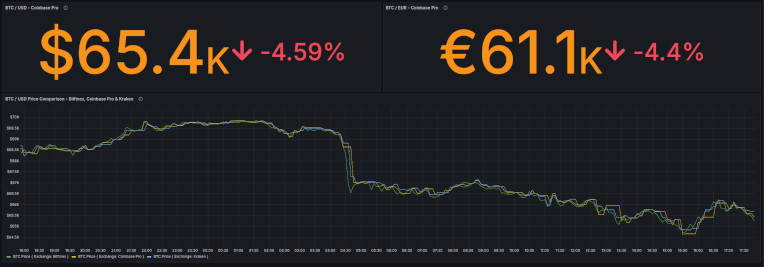 BTC / USD - Coinbase Pro
BTC / EUR - Coinbase Pro
$65.4K -4.59%
€61.1K -4.4%
BTC / USD Price Comparison - Bitfinex, Coinbase Pro & Kraken
$70K
$69.5K
$69K
$68.5K
$68K
$67.5K
$67K
$66.5K
$66K
$65.5K
$65K
$64.5K
18:00 18:30 19:00 19:30 20:00 20:30 21:00 21:30 22:00 22:30 23:00 23:30 00:00 00:30 01:00 01:30 02:00 02:30 03:00 03:30 04:00 04:30 05:00 05:30 06:00 06:30 07:00 07:30 08:00 08:30 09:00 09:30 10:00 10:30 11:00 11:30 12:00 12:30 13:00 13:30 14:00 14:30 15:00 15:30 16:00 16:30 17:00 17:30
BTC Price ( Exchange: Bitfinex ) BTC Price ( Exchange: Coinbase Pro ) BTC Price ( Exchange: Kraken )